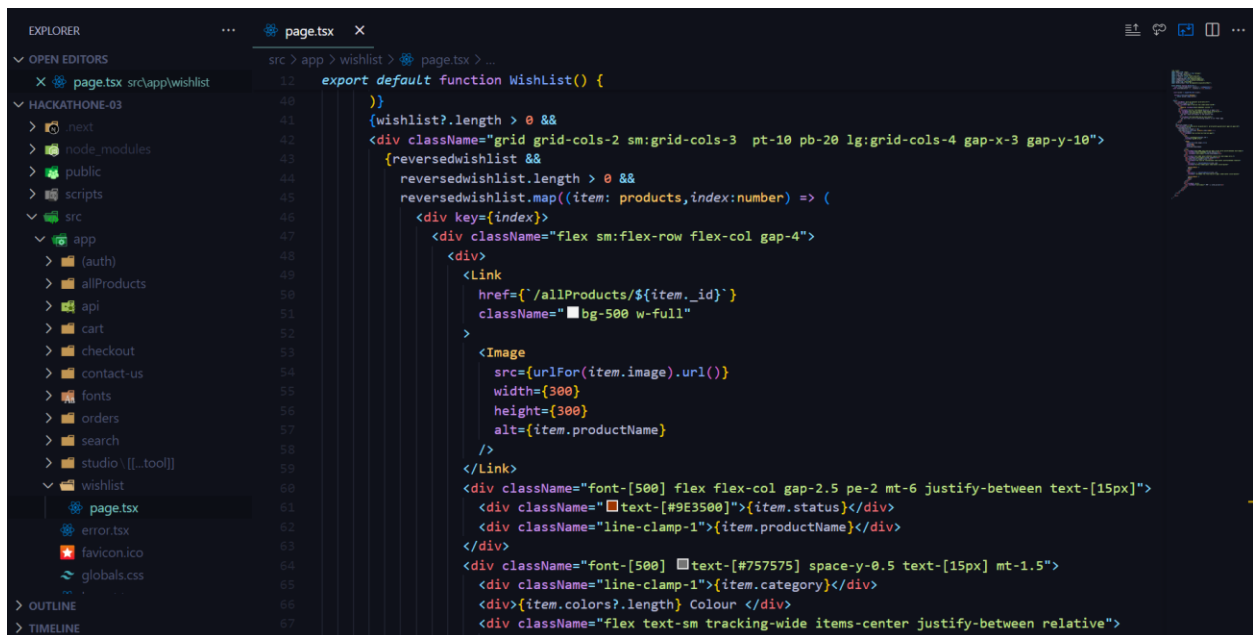 EXPLORER
OPEN EDITORS
page.tsx src\app\wishlist
HACKATHONE-03
.next
node_modules
public
scripts
src
app
(auth)
allProducts
api
cart
checkout
contact-us
fonts
orders
search
studio \ [[...tool]]
wishlist
page.tsx
error.tsx
favicon.ico
globals.css
OUTLINE
TIMELINE
page.tsx
src > app > wishlist > page.tsx > ...
12 export default function WishList() {
40 )}
41 {wishlist?.length > 0 &&
42 <div className="grid grid-cols-2 sm:grid-cols-3  pt-10 pb-20 lg:grid-cols-4 gap-x-3 gap-y-10">
43 {reversedwishlist &&
44 reversedwishlist.length > 0 &&
45 reversedwishlist.map((item: products,index:number) => (
46 <div key={index}>
47 <div className="flex sm:flex-row flex-col gap-4">
48 <div>
49 <Link
50 href={`/allProducts/${item._id}`}
51 className="bg-500 w-full"
52 >
53 <Image
54 src={urlFor(item.image).url()}
55 width={300}
56 height={300}
57 alt={item.productName}
58 />
59 </Link>
60 <div className="font-[500] flex flex-col gap-2.5 pe-2 mt-6 justify-between text-[15px]">
61 <div className="text-[#9E3500]">{item.status}</div>
62 <div className="line-clamp-1">{item.productName}</div>
63 </div>
64 <div className="font-[500] text-[#757575] space-y-0.5 text-[15px] mt-1.5">
65 <div className="line-clamp-1">{item.category}</div>
66 <div>{item.colors?.length} Colour </div>
67 <div className="flex text-sm tracking-wide items-center justify-between relative">